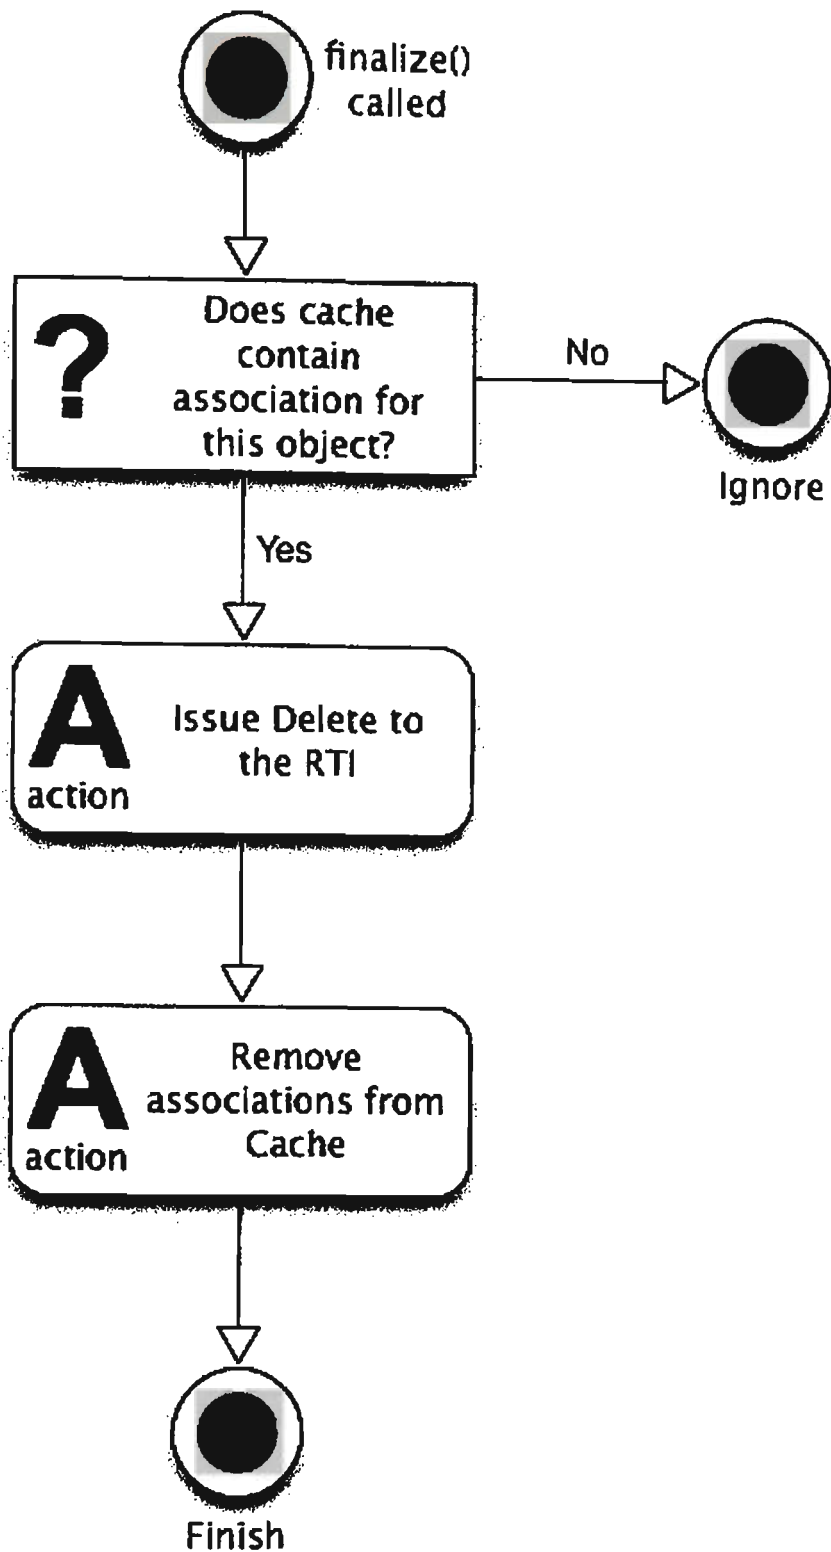 finalize()
called
?
Does cache
contain
association for
this object?
No
Ignore
Yes
A
action
Issue Delete to
the RTI
A
action
Remove
associations from
Cache
Finish